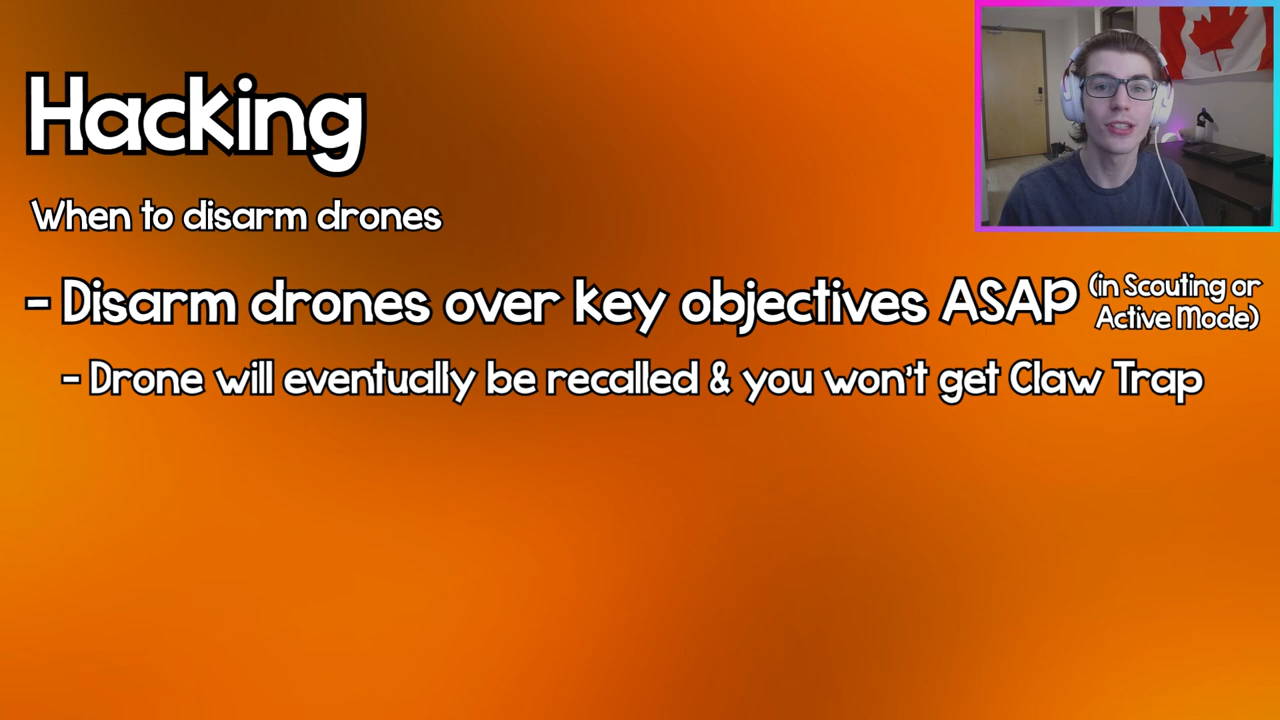 Hacking
When to disarm drones
- Disarm drones over key objectives ASAP (in Scouting or
Active Mode)
- Drone will eventually be recalled & you won't get Claw Trap